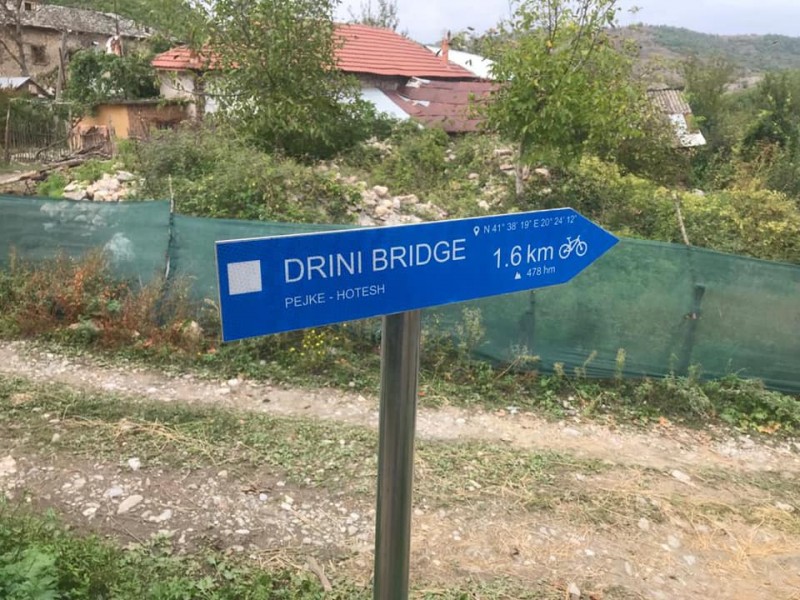 DRINI BRIDGE
PEJKE - HOTESH
N 41° 38' 19" E 20° 24' 12"
1.6 km
478 hm